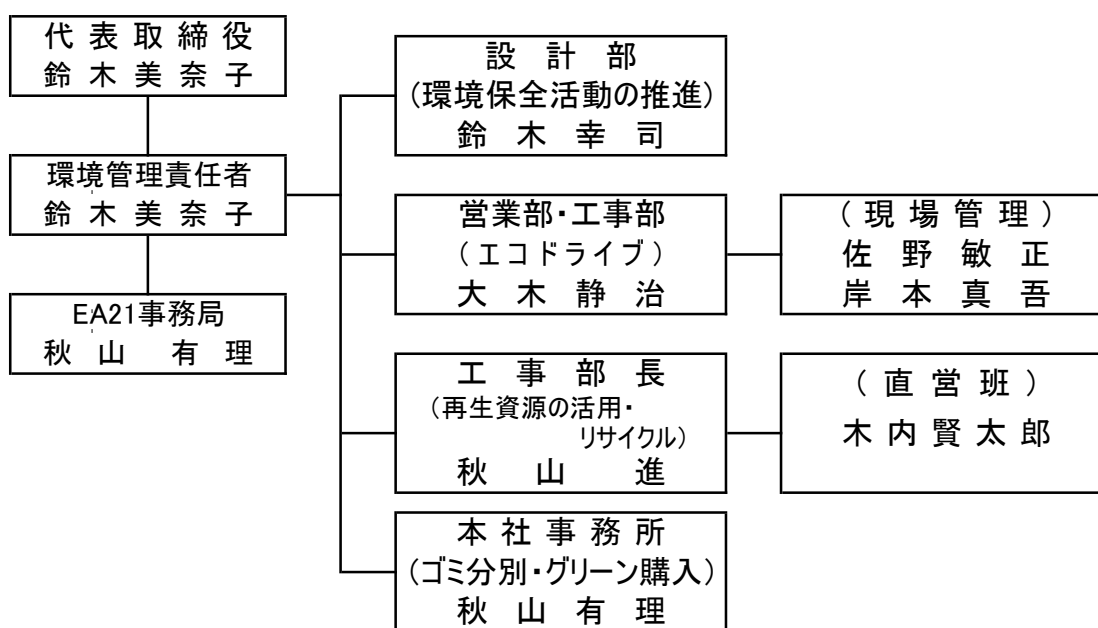 代表取締役
鈴木美奈子
環境管理責任者
鈴木美奈子
EA21事務局
秋山有理
設計部
(環境保全活動の推進)
鈴木幸司
営業部・工事部
(エコドライブ)
大木静治
(現場管理)
佐野敏正
岸本真吾
工事部長
(再生資源の活用・
リサイクル)
秋山進
(直営班)
木内賢太郎
本社事務所
(ゴミ分別・グリーン購入)
秋山有理